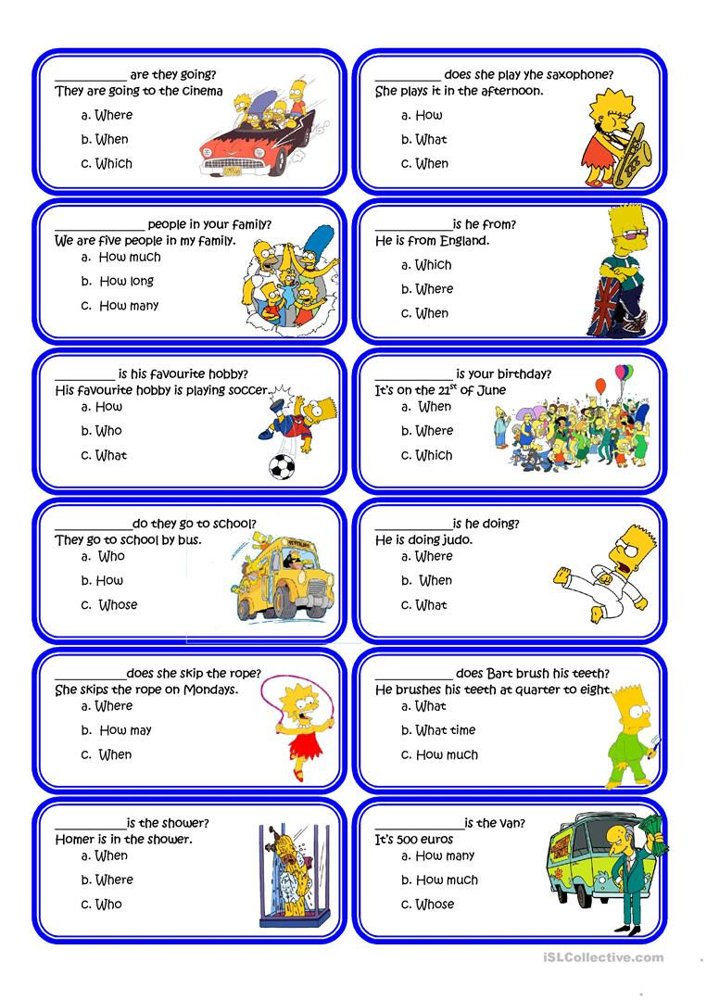 ___________ are they going?
They are going to the cinema
a. Where
b. When
c. Which
__________ does she play yhe saxophone?
She plays it in the afternoon.
a. How
b. What
c. When
______________ people in your family?
We are five people in my family.
a. How much
b. How long
c. How many
____________is he from?
He is from England.
a. Which
b. Where
c. When
_________ is his favourite hobby?
His favourite hobby is playing soccer.
a. How
b. Who
c. What
____________ is your birthday?
It's on the 21st of June
a. When
b. Where
c. Which
____________do they go to school?
They go to school by bus.
a. Who
b. How
c. Whose
____________is he doing?
He is doing judo.
a. Where
b. When
c. What
___________does she skip the rope?
She skips the rope on Mondays.
a. Where
b. How may
c. When
____________ does Bart brush his teeth?
He brushes his teeth at quarter to eight.
a. What
b. What time
c. How much
___________is the shower?
Homer is in the shower.
a. When
b. Where
c. Who
______________is the van?
It's 500 euros
a. How many
b. How much
c. Whose
iSLCollective.com